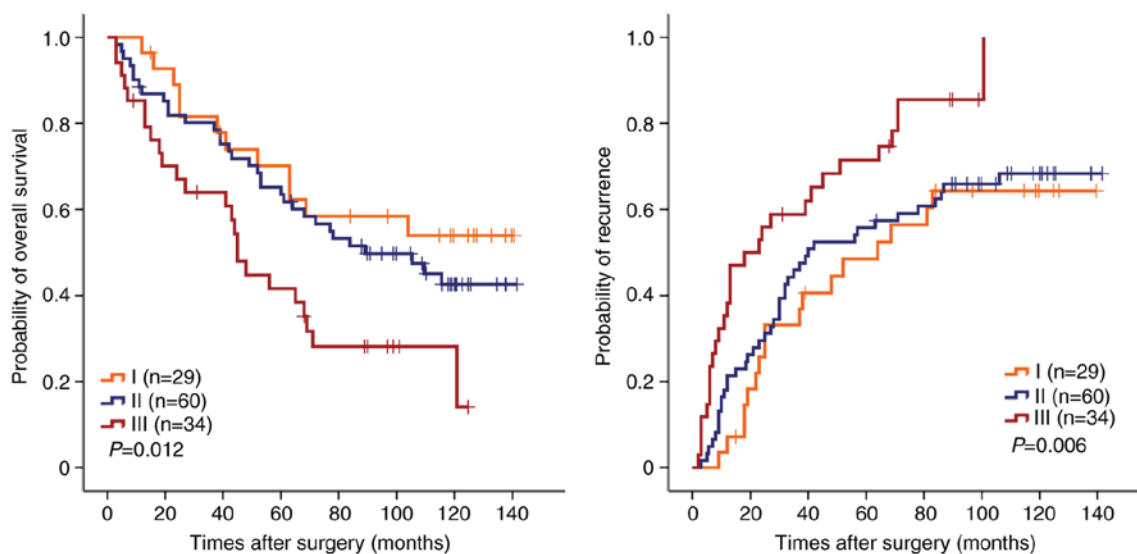 Probability of overall survival
1.0
0.8
0.6
0.4
0.2
0
I (n=29)
II (n=60)
III (n=34)
P=0.012
0 20 40 60 80 100 120 140
Times after surgery (months)
Probability of recurrence
1.0
0.8
0.6
0.4
0.2
0
I (n=29)
II (n=60)
III (n=34)
P=0.006
0 20 40 60 80 100 120 140
Times after surgery (months)